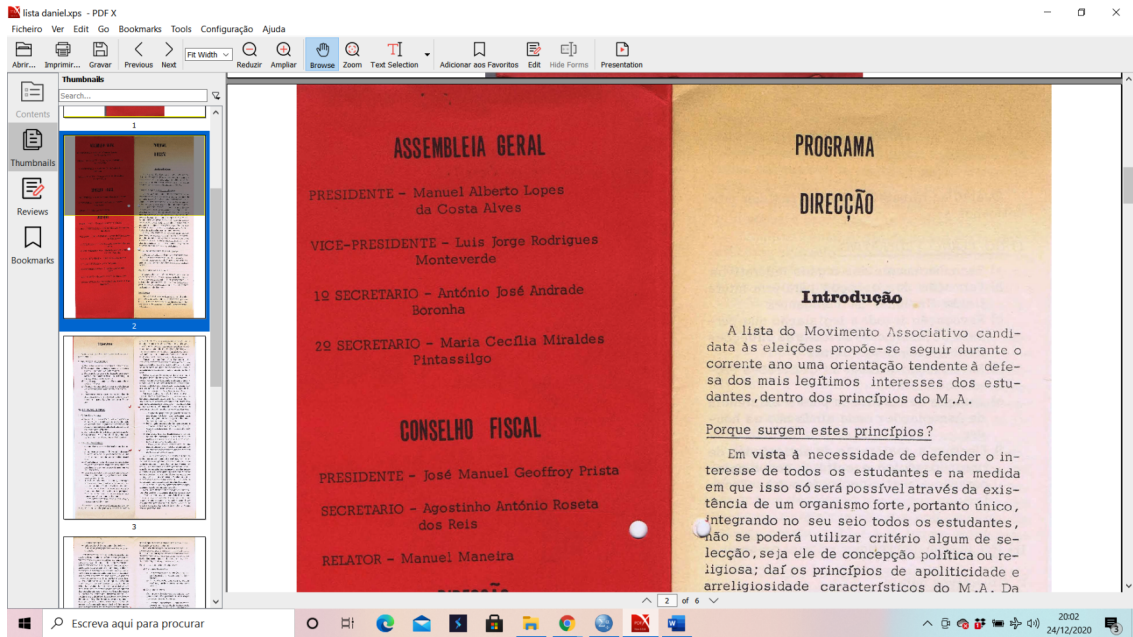 lista daniel.xps - PDF X
Ficheiro Ver Edit Go Bookmarks Tools Configuração Ajuda
Abrir... Imprimir... Gravar Previous Next Fit Width Reduzir Ampliar Browse Zoom Text Selection Adicionar aos Favoritos Edit Hide Forms Presentation
Contents
Thumbnails
Reviews
Bookmarks
Thumbnails
Search...
1
2
3
ASSEMBLEIA GERAL
PRESIDENTE - Manuel Alberto Lopes
da Costa Alves
VICE-PRESIDENTE - Luis Jorge Rodrigues
Monteverde
1º SECRETARIO - António José Andrade
Boronha
2º SECRETARIO - Maria Cecília Miraldes
Pintassilgo
CONSELHO FISCAL
PRESIDENTE - José Manuel Geoffroy Prista
SECRETARIO - Agostinho António Roseta
dos Reis
RELATOR - Manuel Maneira
PROGRAMA
DIRECÇÃO
Introdução
A lista do Movimento Associativo candi-
data às eleições propõe-se seguir durante o
corrente ano uma orientação tendente à defe-
sa dos mais legítimos interesses dos estu-
dantes, dentro dos princípios do M.A.
Porque surgem estes princípios?
Em vista à necessidade de defender o in-
teresse de todos os estudantes e na medida
em que isso só será possível através da exis-
tência de um organismo forte, portanto único,
integrando no seu seio todos os estudantes,
não se poderá utilizar critério algum de se-
lecção, seja ele de concepção política ou re-
ligiosa; daí os princípios de apoliticidade e
arreligiosidade característicos do M.A. Da
2 of 6
Escreva aqui para procurar
20:02
24/12/2020
3